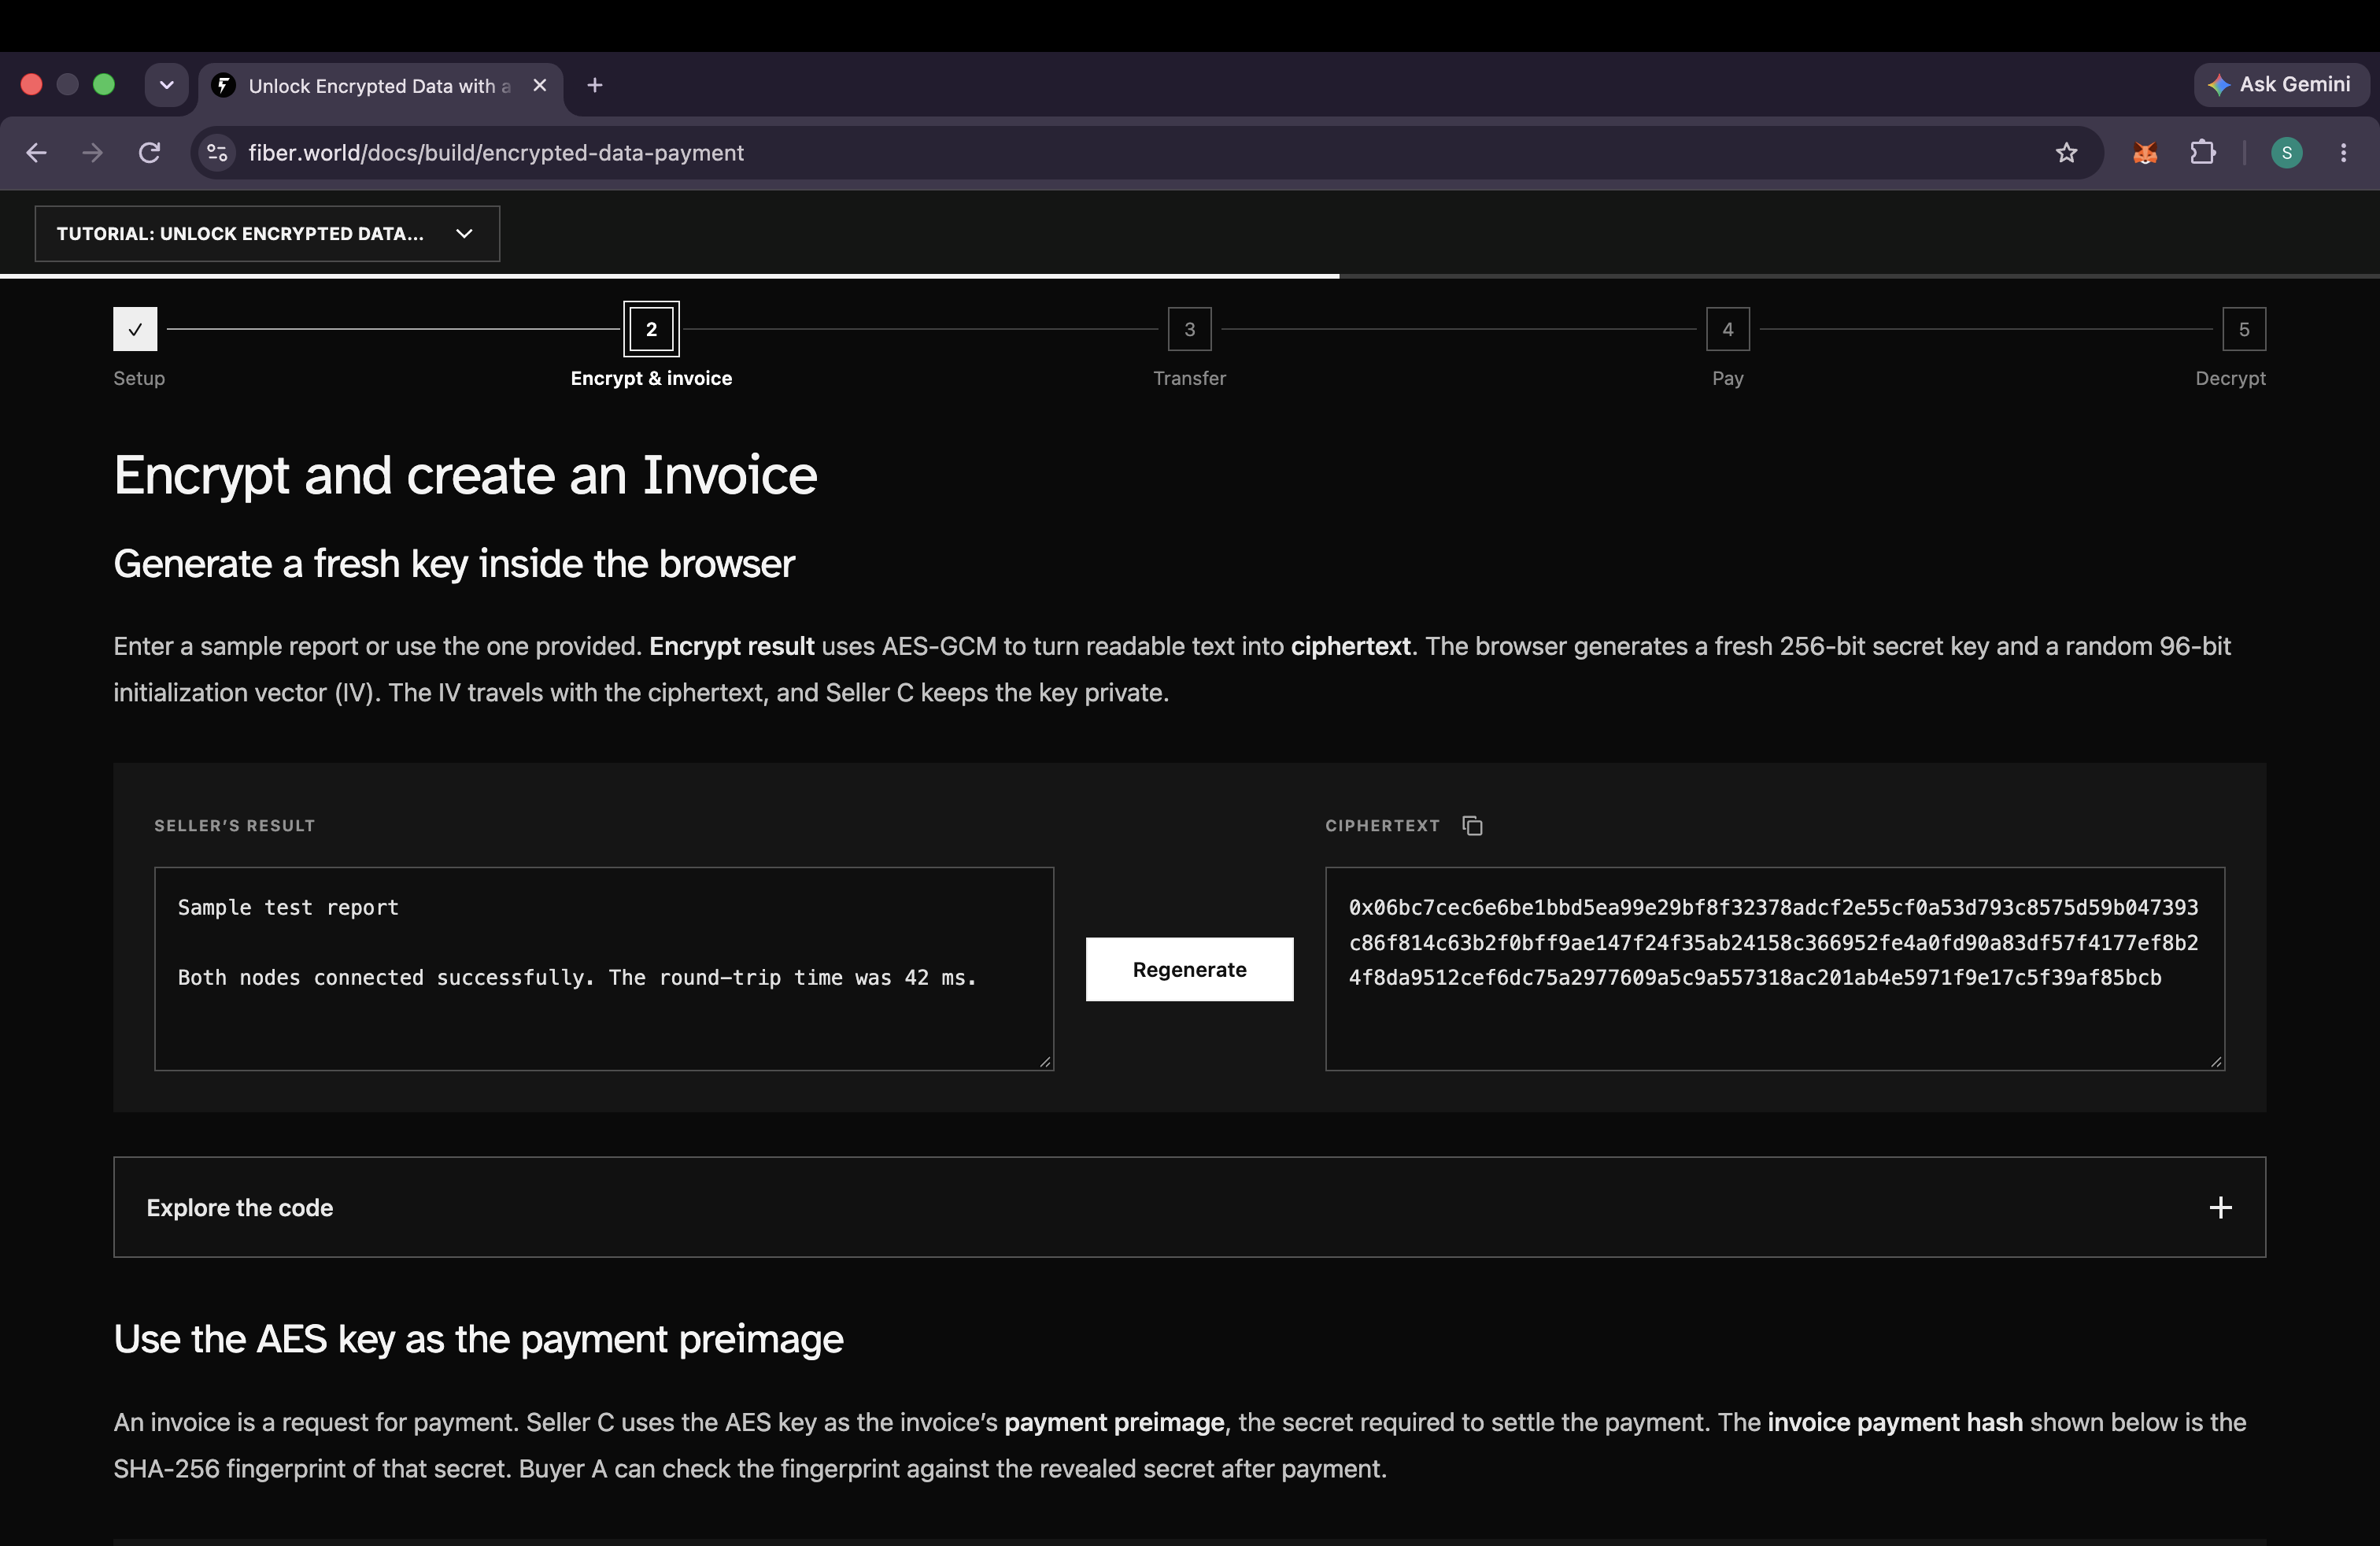 Unlock Encrypted Data with a
Ask Gemini
fiber.world/docs/build/encrypted-data-payment
S
TUTORIAL: UNLOCK ENCRYPTED DATA...
2
3
4
5
Setup
Encrypt & invoice
Transfer
Pay
Decrypt
Encrypt and create an Invoice
Generate a fresh key inside the browser
Enter a sample report or use the one provided. Encrypt result uses AES-GCM to turn readable text into ciphertext. The browser generates a fresh 256-bit secret key and a random 96-bit
initialization vector (IV). The IV travels with the ciphertext, and Seller C keeps the key private.
SELLER’S RESULT
CIPHERTEXT
Sample test report
Both nodes connected successfully. The round-trip time was 42 ms.
Regenerate
0x06bc7cec6e6be1bbd5ea99e29bf8f32378adcf2e55cf0a53d793c8575d59b047393
c86f814c63b2f0bff9ae147f24f35ab24158c366952fe4a0fd90a83df57f4177ef8b2
4f8da9512cef6dc75a2977609a5c9a557318ac201ab4e5971f9e17c5f39af85bcb
Explore the code
Use the AES key as the payment preimage
An invoice is a request for payment. Seller C uses the AES key as the invoice’s payment preimage, the secret required to settle the payment. The invoice payment hash shown below is the
SHA-256 fingerprint of that secret. Buyer A can check the fingerprint against the revealed secret after payment.